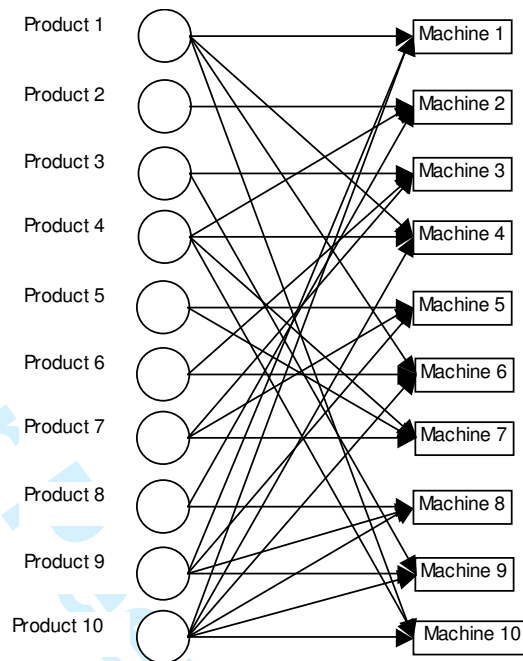 Product 1
Machine 1
Product 2
Machine 2
Product 3
Machine 3
Product 4
Machine 4
Product 5
Machine 5
Product 6
Machine 6
Product 7
Machine 7
Product 8
Machine 8
Product 9
Machine 9
Product 10
Machine 10